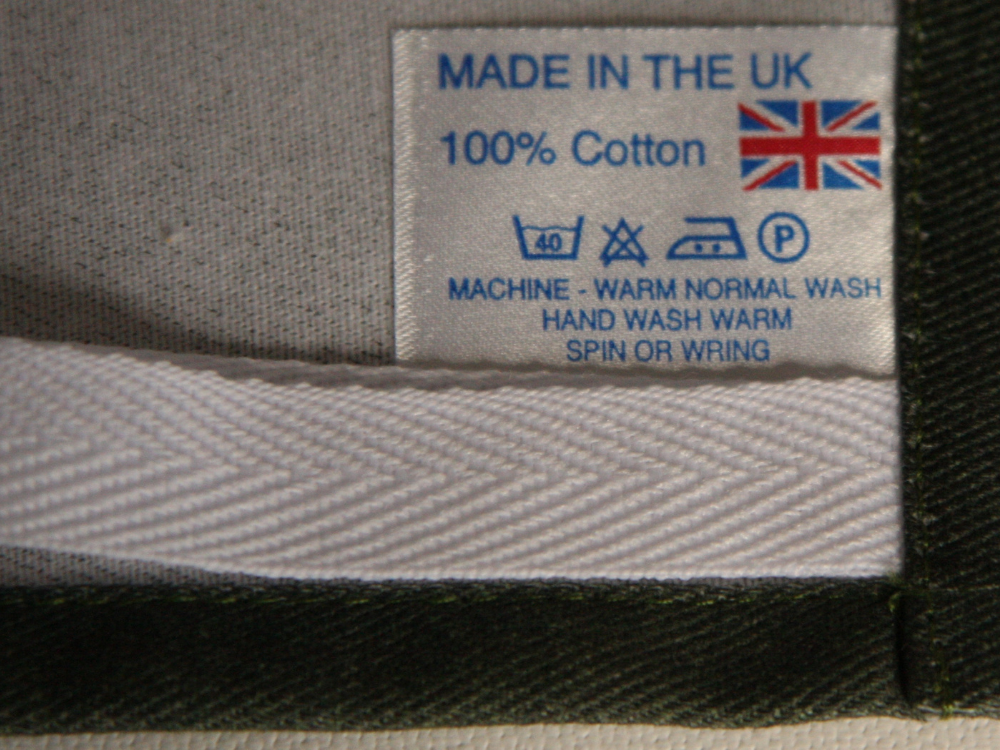 MADE IN THE UK
100% Cotton
40 P
MACHINE - WARM NORMAL WASH
HAND WASH WARM
SPIN OR WRING